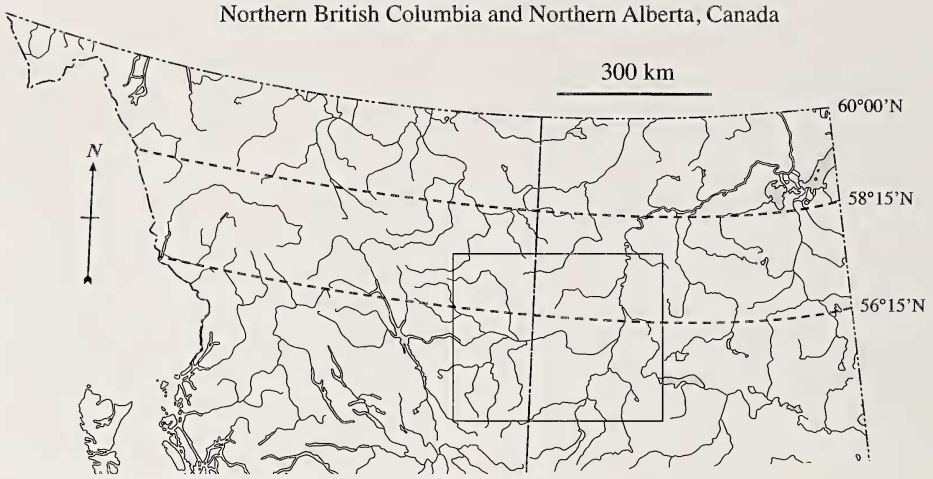 Northern British Columbia and Northern Alberta, Canada
300 km
60°00'N
N
58°15'N
56°15'N